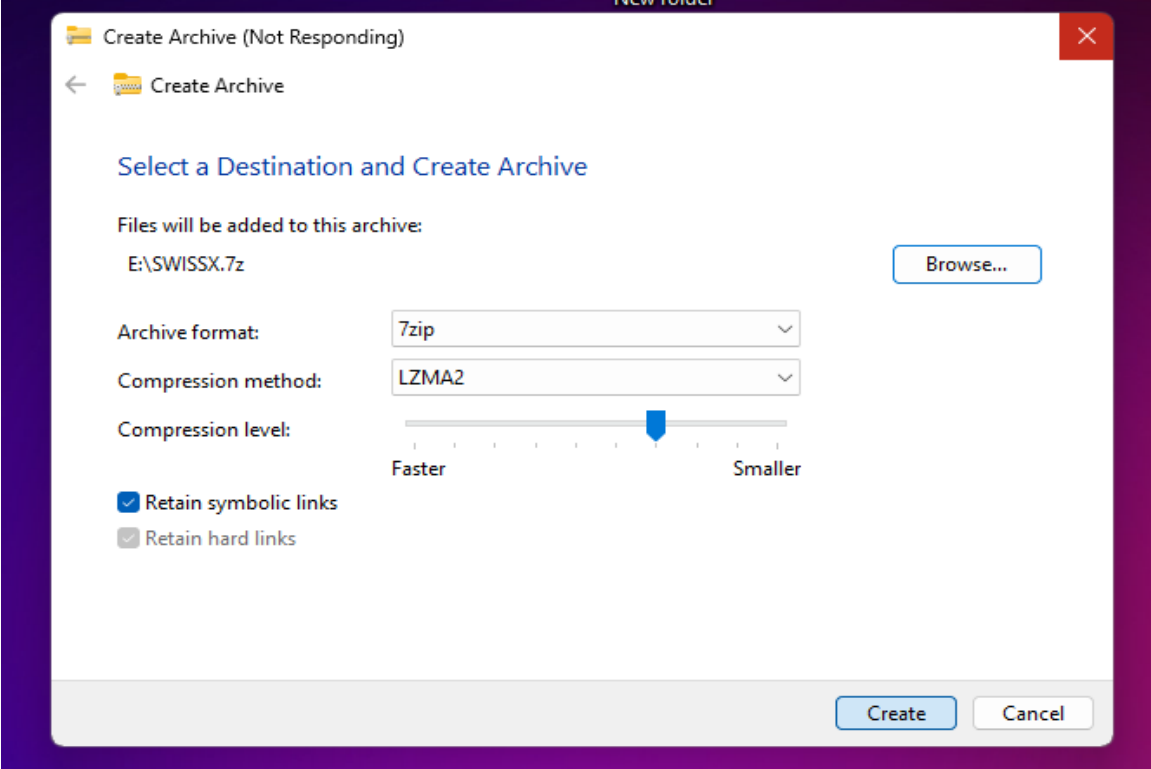 New folder
Create Archive (Not Responding)
Create Archive
Select a Destination and Create Archive
Files will be added to this archive:
E:\SWISSX.7z
Browse...
Archive format: 7zip
Compression method: LZMA2
Compression level:
Faster Smaller
Retain symbolic links
Retain hard links
Create Cancel